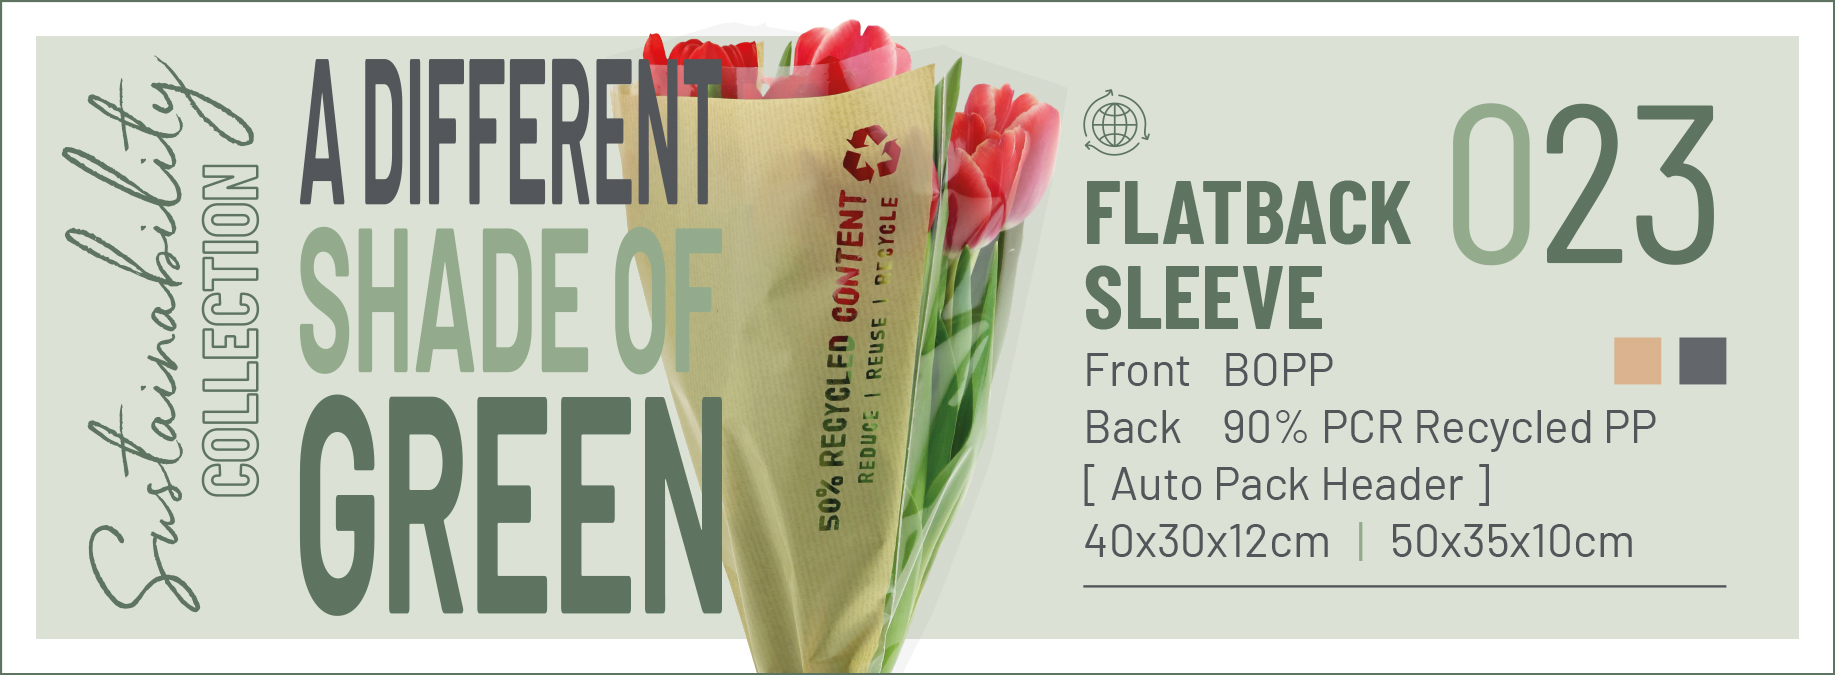 Sustainability
COLLECTION
A DIFFERENT
SHADE OF
GREEN
50% RECYCLED CONTENT
REDUCE | REUSE | RECYCLE
023
FLATBACK
SLEEVE
Front BOPP
Back 90% PCR Recycled PP
[ Auto Pack Header ]
40x30x12cm | 50x35x10cm